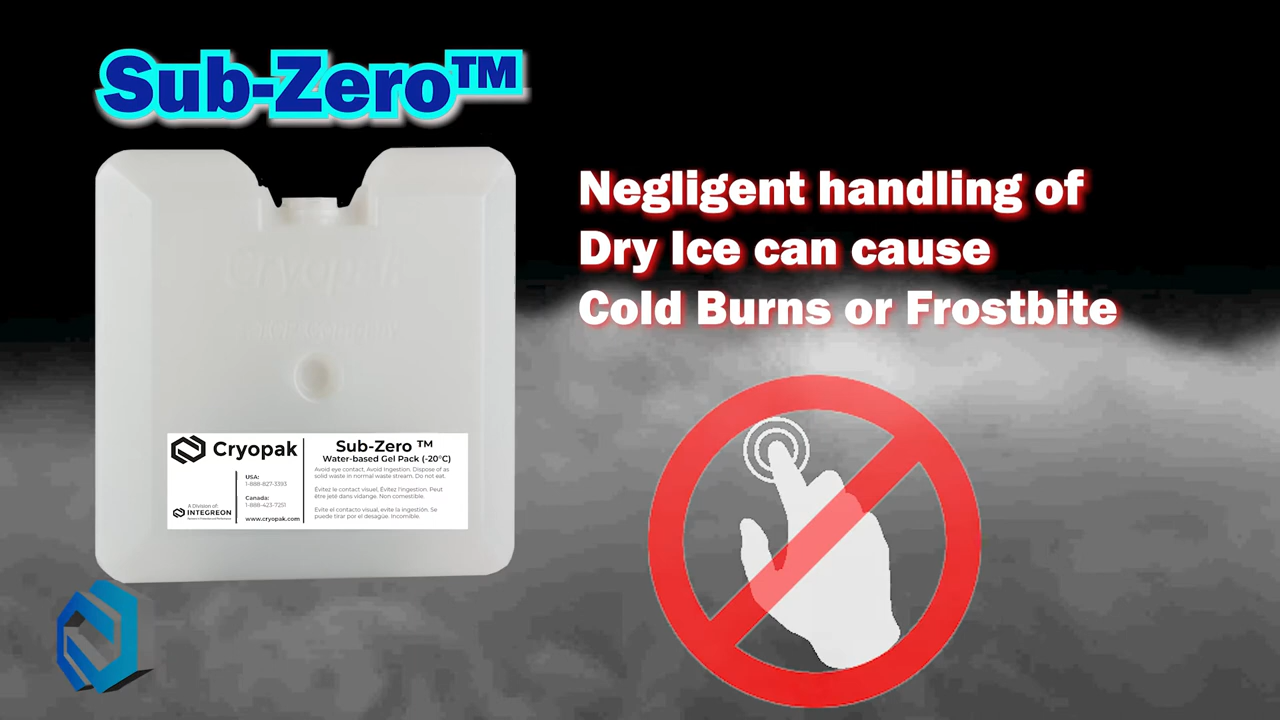 Sub-Zero™
Negligent handling of
Dry Ice can cause
Cold Burns or Frostbite
Cryopak
Cryopak
A Division of:
INTEGREON
USA:
1-888-827-3393
Canada:
1-888-423-7251
www.cryopak.com
Sub-Zero ™
Water-based Gel Pack (-20°C)
Avoid eye contact. Avoid Ingestion. Dispose of as
solid waste in normal waste stream. Do not eat.
Évitez le contact visuel, Évitez l'ingestion. Peut
être jeté dans vidange. Non comestible.
Evite el contacto visual, evite la ingestión. Se
puede tirar por el desagüe. Incomible.